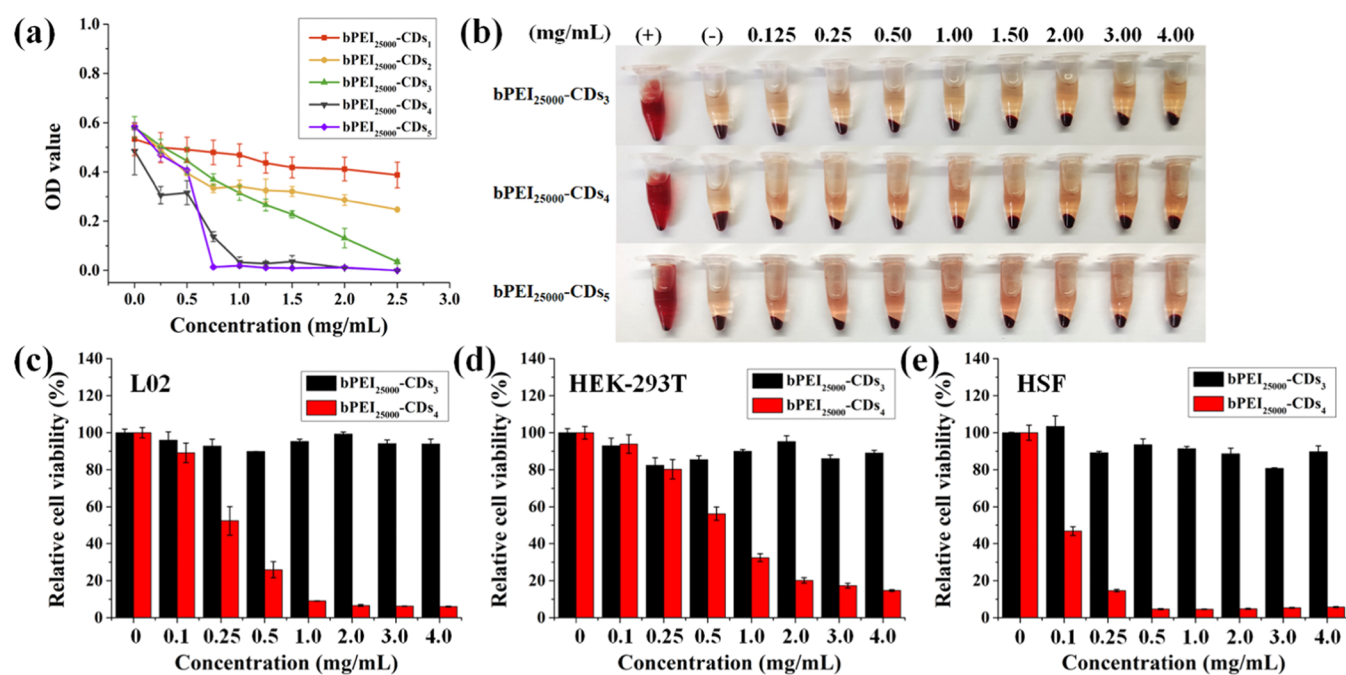 (a)
1.0
0.8
0.6
0.4
0.2
0.0
OD value
bPEI25000-CDs1
bPEI25000-CDs2
bPEI25000-CDs3
bPEI25000-CDs4
bPEI25000-CDs5
0.0 0.5 1.0 1.5 2.0 2.5 3.0
Concentration (mg/mL)
(b)
(mg/mL) (+) (-) 0.125 0.25 0.50 1.00 1.50 2.00 3.00 4.00
bPEI25000-CDs3
bPEI25000-CDs4
bPEI25000-CDs5
(c)
140
120
100
80
60
40
20
0
Relative cell viability (%)
L02
bPEI25000-CDs3
bPEI25000-CDs4
0 0.1 0.25 0.5 1.0 2.0 3.0 4.0
Concentration (mg/mL)
(d)
140
120
100
80
60
40
20
0
Relative cell viability (%)
HEK-293T
bPEI25000-CDs3
bPEI25000-CDs4
0 0.1 0.25 0.5 1.0 2.0 3.0 4.0
Concentration (mg/mL)
(e)
140
120
100
80
60
40
20
0
Relative cell viability (%)
HSF
bPEI25000-CDs3
bPEI25000-CDs4
0 0.1 0.25 0.5 1.0 2.0 3.0 4.0
Concentration (mg/mL)